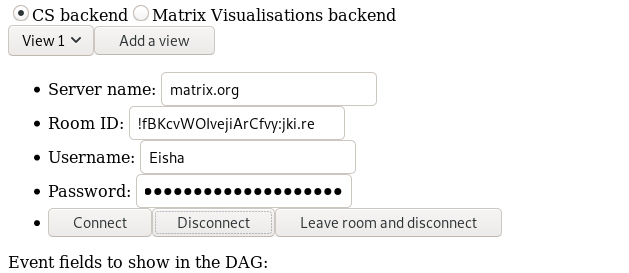 CS backend Matrix Visualisations backend
View 1 Add a view
Server name: matrix.org
Room ID: !fBKcvWOlvejiArCfvy:jki.re
Username: Eisha
Password: ●●●●●●●●●●●●●●●●●●●●●
Connect Disconnect Leave room and disconnect
Event fields to show in the DAG: